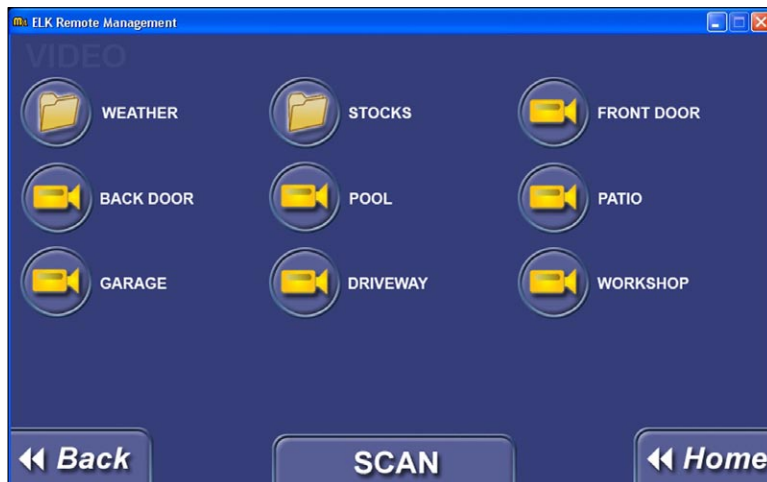 ELK Remote Management
VIDEO
WEATHER STOCKS FRONT DOOR
BACK DOOR POOL PATIO
GARAGE DRIVEWAY WORKSHOP
Back SCAN Home